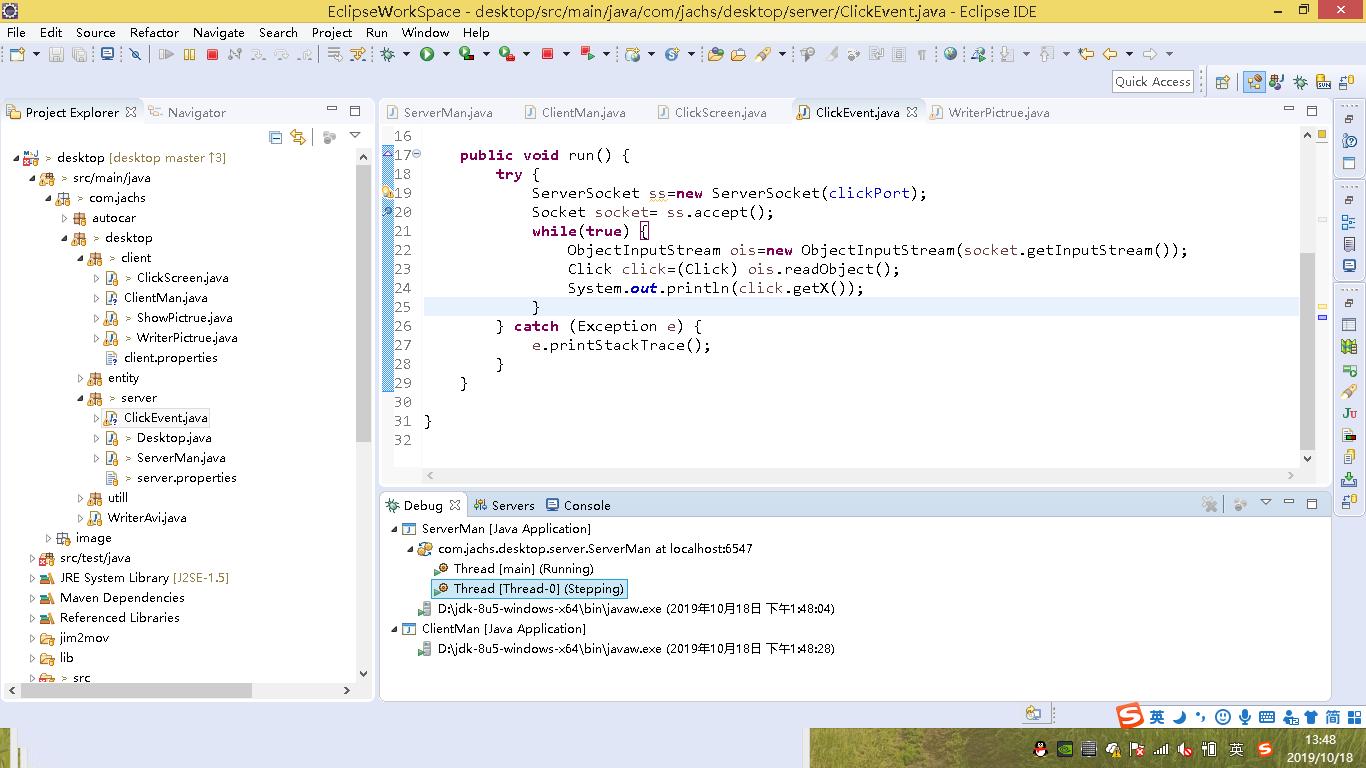 EclipseWorkSpace - desktop/src/main/java/com/jachs/desktop/server/ClickEvent.java - Eclipse IDE
File Edit Source Refactor Navigate Search Project Run Window Help
Quick Access
Project Explorer Navigator
> desktop [desktop master ↑3]
> src/main/java
> com.jachs
autocar
> desktop
> client
> ClickScreen.java
ClientMan.java
> ShowPictrue.java
> WriterPictrue.java
client.properties
entity
> server
ClickEvent.java
> Desktop.java
> ServerMan.java
> server.properties
utill
WriterAvi.java
image
src/test/java
JRE System Library [J2SE-1.5]
Maven Dependencies
Referenced Libraries
jim2mov
lib
> src
ServerMan.java ClientMan.java ClickScreen.java ClickEvent.java WriterPictrue.java
16
17 public void run() {
18 try {
19 ServerSocket ss=new ServerSocket(clickPort);
20 Socket socket= ss.accept();
21 while(true) {
22 ObjectInputStream ois=new ObjectInputStream(socket.getInputStream());
23 Click click=(Click) ois.readObject();
24 System.out.println(click.getX());
25 }
26 } catch (Exception e) {
27 e.printStackTrace();
28 }
29 }
30
31 }
32
Debug Servers Console
ServerMan [Java Application]
com.jachs.desktop.server.ServerMan at localhost:6547
Thread [main] (Running)
Thread [Thread-0] (Stepping)
D:\jdk-8u5-windows-x64\bin\javaw.exe (2019年10月18日 下午1:48:04)
ClientMan [Java Application]
D:\jdk-8u5-windows-x64\bin\javaw.exe (2019年10月18日 下午1:48:28)
S 英 简
英 S 13:48
2019/10/18